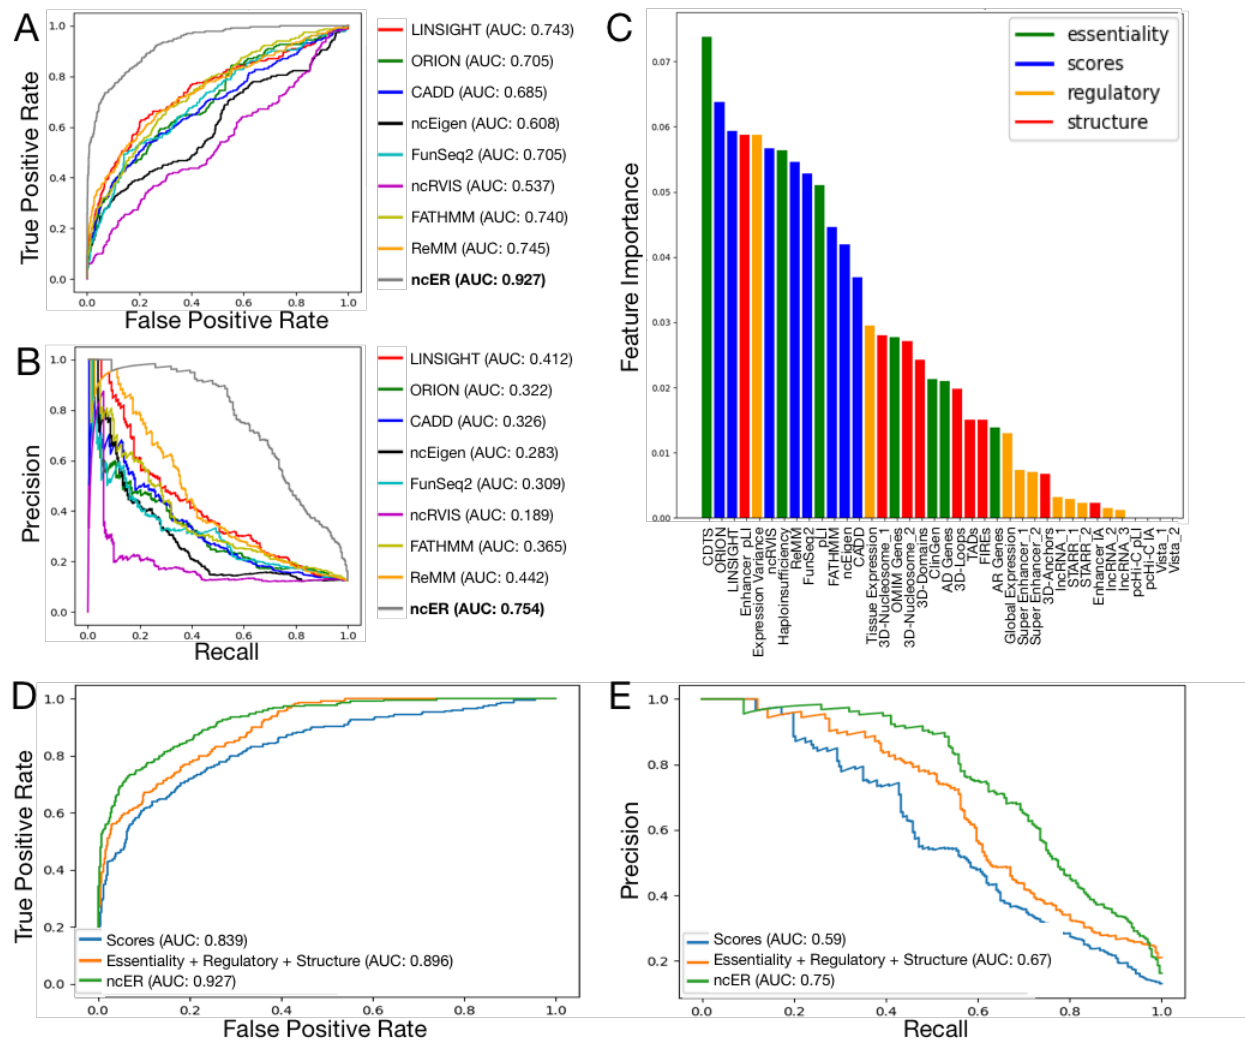 A
1.0
0.8
0.6
0.4
0.2
0.0
True Positive Rate
0.0 0.2 0.4 0.6 0.8 1.0
False Positive Rate
LINSIGHT (AUC: 0.743)
ORION (AUC: 0.705)
CADD (AUC: 0.685)
ncEigen (AUC: 0.608)
FunSeq2 (AUC: 0.705)
ncRVIS (AUC: 0.537)
FATHMM (AUC: 0.740)
ReMM (AUC: 0.745)
ncER (AUC: 0.927)
B
1.0
0.8
0.6
0.4
0.2
0.0
Precision
0.0 0.2 0.4 0.6 0.8 1.0
Recall
LINSIGHT (AUC: 0.412)
ORION (AUC: 0.322)
CADD (AUC: 0.326)
ncEigen (AUC: 0.283)
FunSeq2 (AUC: 0.309)
ncRVIS (AUC: 0.189)
FATHMM (AUC: 0.365)
ReMM (AUC: 0.442)
ncER (AUC: 0.754)
C
essentiality
scores
regulatory
structure
0.07
0.06
0.05
0.04
0.03
0.02
0.01
0.00
Feature Importance
CDTS
ORION
LINSIGHT
Enhancer pLI
Expression Variance
ncRVIS
Haploinsufficiency
ReMM
FunSeq2
pLI
FATHMM
ncEigen
CADD
Tissue Expression
3D-Nucleosome_1
OMIM Genes
3D-Nucleosome_2
3D-Domains
ClinGen
AD Genes
3D-Loops
TADs
FIREs
AR Genes
Global Expression
Super Enhancer_1
Super Enhancer_2
3D-Anchors
lncRNA_1
STARR_1
STARR_2
Enhancer IA
lncRNA_2
lncRNA_3
pcHi-C pLI
pcHi-C IA
Vista_1
Vista_2
D
1.0
0.8
0.6
0.4
0.2
0.0
True Positive Rate
Scores (AUC: 0.839)
Essentiality + Regulatory + Structure (AUC: 0.896)
ncER (AUC: 0.927)
0.0 0.2 0.4 0.6 0.8 1.0
False Positive Rate
E
1.0
0.8
0.6
0.4
0.2
Precision
Scores (AUC: 0.59)
Essentiality + Regulatory + Structure (AUC: 0.67)
ncER (AUC: 0.75)
0.0 0.2 0.4 0.6 0.8 1.0
Recall